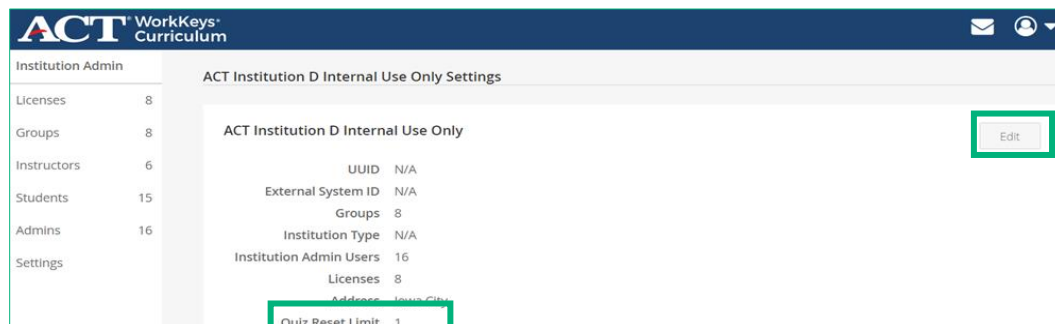 ACT® WorkKeys®
Curriculum
Institution Admin
Licenses 8
Groups 8
Instructors 6
Students 15
Admins 16
Settings
ACT Institution D Internal Use Only Settings
ACT Institution D Internal Use Only
Edit
UUID N/A
External System ID N/A
Groups 8
Institution Type N/A
Institution Admin Users 16
Licenses 8
Address Iowa City
Quiz Reset Limit 1